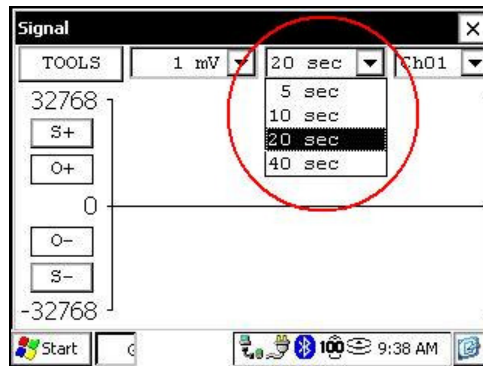 Signal
TOOLS 1 mV 20 sec Ch01
5 sec
10 sec
20 sec
40 sec
32768
S+
O+
0
O-
S-
-32768
Start 100 9:38 AM